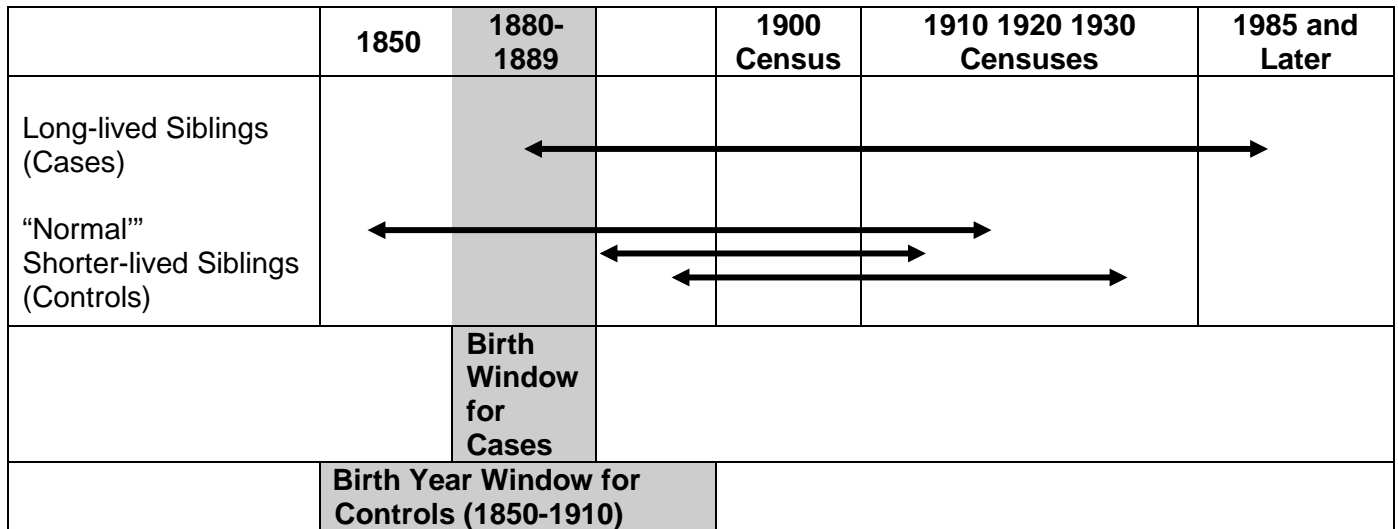 1850
1880-
1889
1900
Census
1910 1920 1930
Censuses
1985 and
Later
Long-lived Siblings
(Cases)
“Normal’”
Shorter-lived Siblings
(Controls)
Birth
Window
for
Cases
Birth Year Window for
Controls (1850-1910)